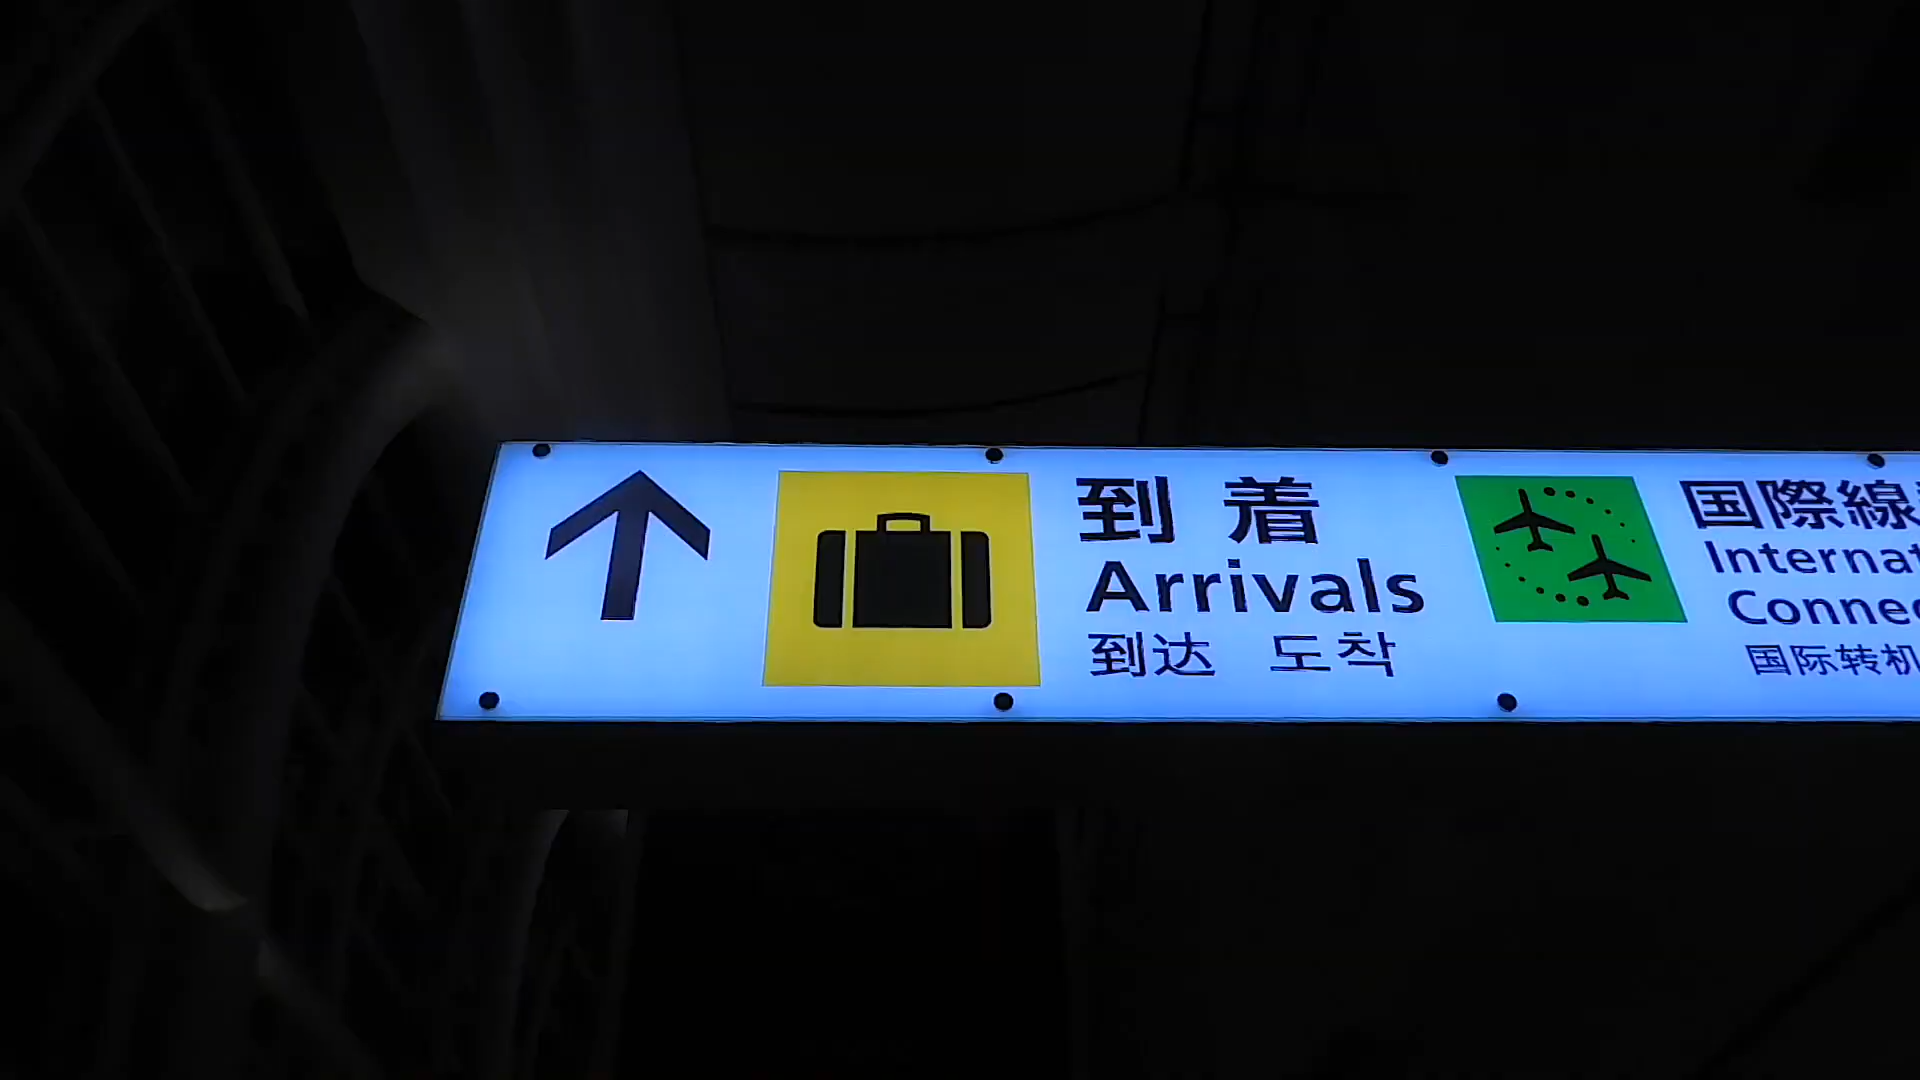 到着
Arrivals
到达 도착
国際線
Internat
Connec
国际转机